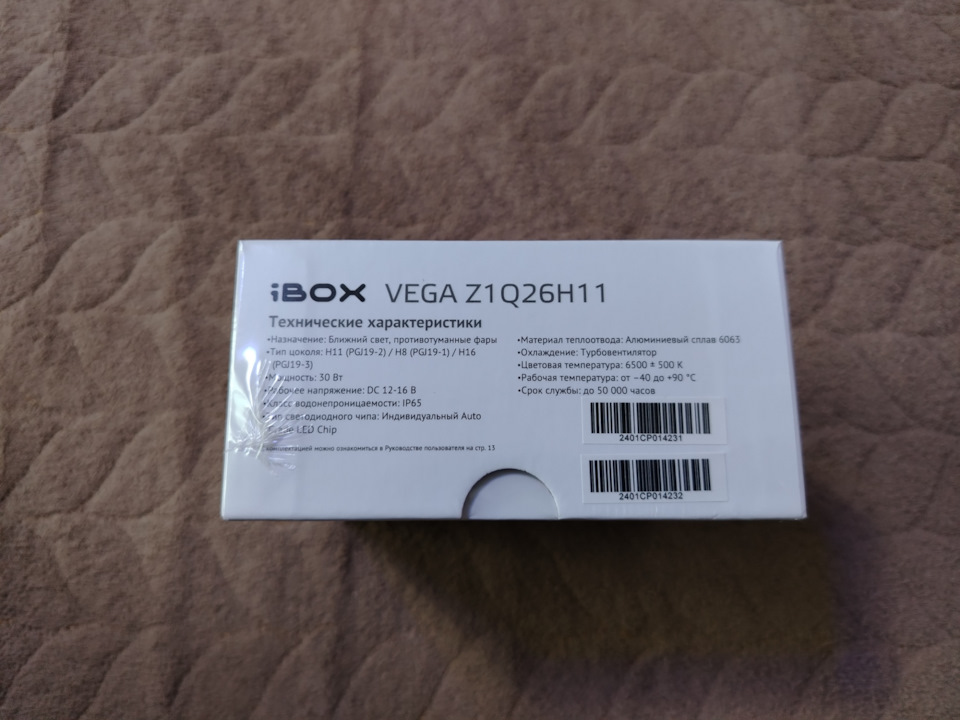 iBOX VEGA Z1Q26H11
Технические характеристики
•Назначение: Ближний свет, противотуманные фары
•Тип цоколя: H11 (PGJ19-2) / H8 (PGJ19-1) / H16
(PGJ19-3)
•Мощность: 30 Вт
•Рабочее напряжение: DC 12-16 В
•Класс водонепроницаемости: IP65
светодиодного чипа: Индивидуальный Auto
LED Chip
комплектацией можно ознакомиться в Руководстве пользователя на стр. 13
•Материал теплоотвода: Алюминиевый сплав 6063
•Охлаждение: Турбовентилятор
•Цветовая температура: 6500 ± 500 K
•Рабочая температура: от −40 до +90 °C
•Срок службы: до 50 000 часов
2401CP014231
2401CP014232